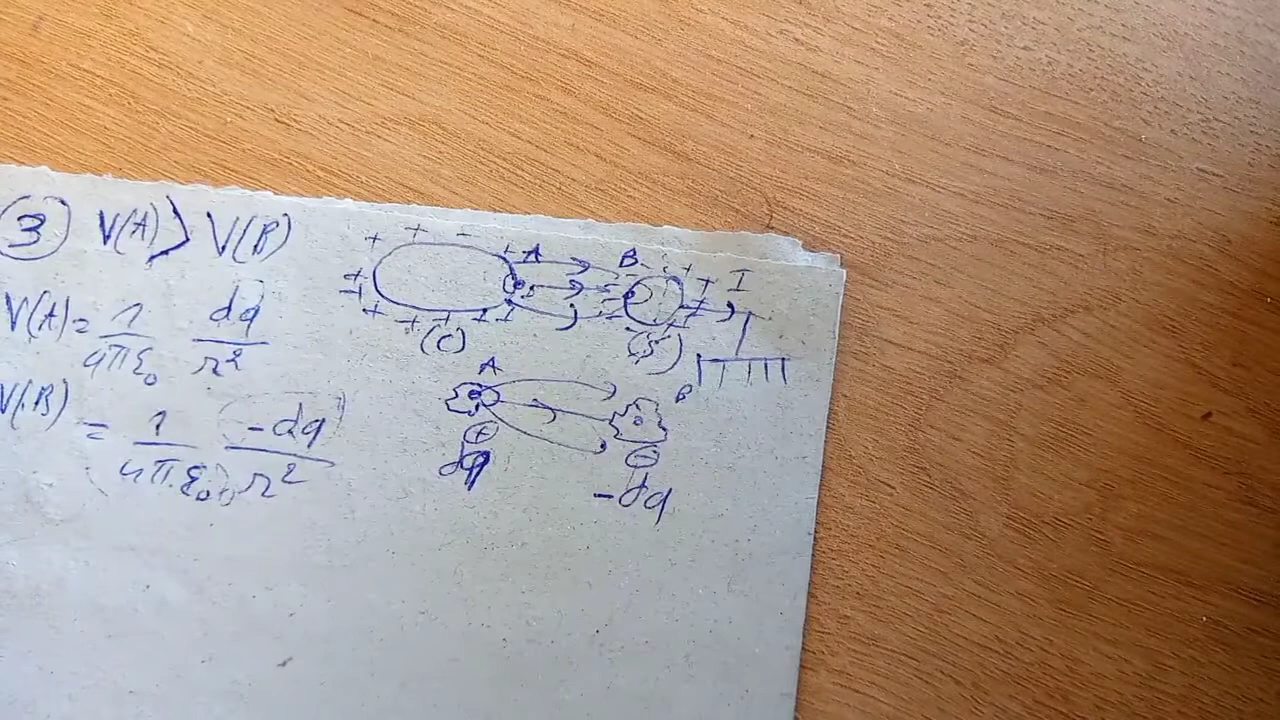 (3) V(A) > V(B)
A B I
(C) (S)
V(A) = 1/4πε₀ dq/r²
A B
dq -dq
V(B) = 1/4πε₀ -dq/r²